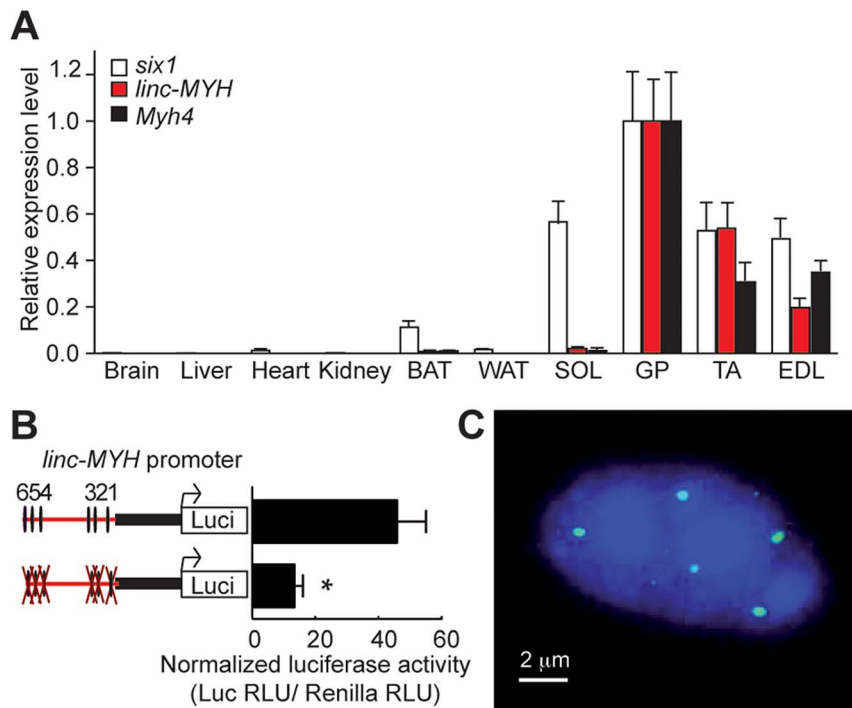 A
Relative expression level
1.2
1.0
0.8
0.6
0.4
0.2
0.0
six1
linc-MYH
Myh4
Brain Liver Heart Kidney BAT WAT SOL GP TA EDL
B
linc-MYH promoter
654 321
Luci
Luci
*
0 20 40 60
Normalized luciferase activity
(Luc RLU/ Renilla RLU)
C
2 μm